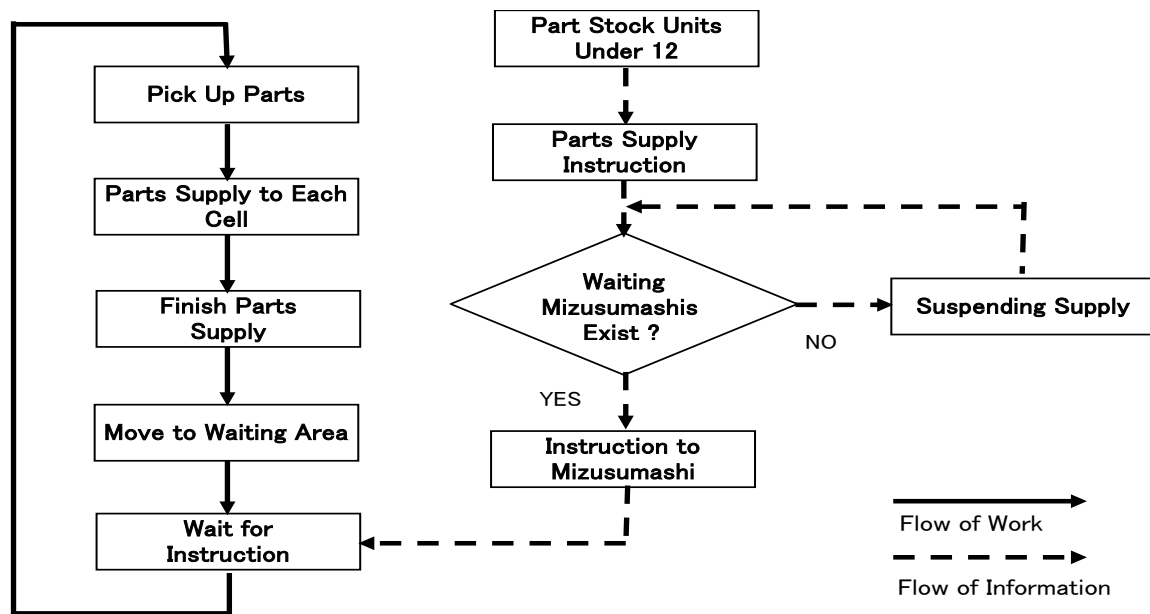 Pick Up Parts
Parts Supply to Each
Cell
Finish Parts
Supply
Move to Waiting Area
Wait for
Instruction
Part Stock Units
Under 12
Parts Supply
Instruction
Waiting
Mizusumashis
Exist ?
NO
Suspending Supply
YES
Instruction to
Mizusumashi
Flow of Work
Flow of Information